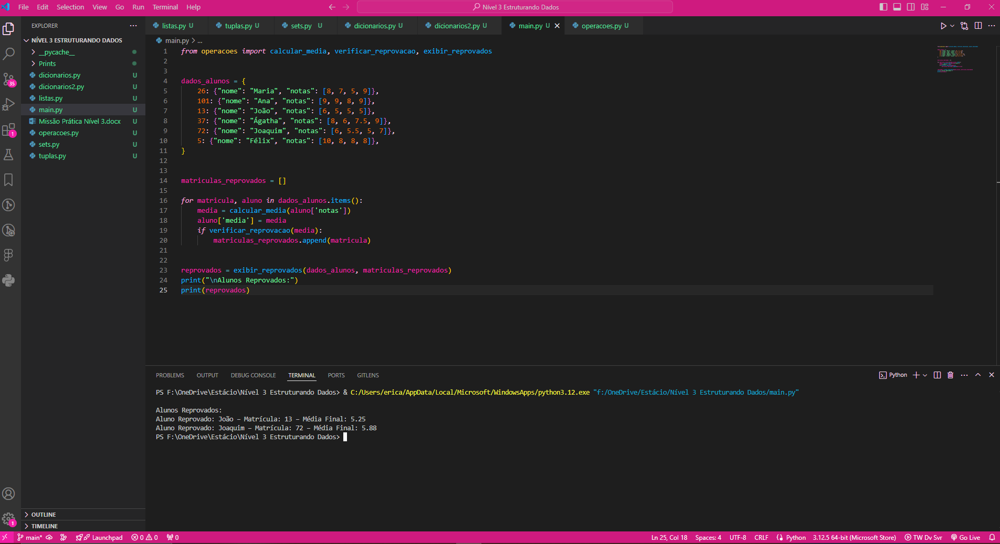 File Edit Selection View Go Run Terminal Help
Nível 3 Estruturando Dados
EXPLORER
NÍVEL 3 ESTRUTURANDO DADOS
__pycache__
Prints
dicionarios.py U
dicionarios2.py U
listas.py U
main.py U
Missão Prática Nível 3.docx U
operacoes.py U
sets.py U
tuplas.py U
OUTLINE
TIMELINE
35
1
1
listas.py U tuplas.py U sets.py U dicionarios.py U dicionarios2.py U main.py U operacoes.py U
main.py > ...
1 from operacoes import calcular_media, verificar_reprovacao, exibir_reprovados
2
3
4 dados_alunos = {
5     26: {"nome": "Maria", "notas": [8, 7, 5, 9]},
6     101: {"nome": "Ana", "notas": [9, 9, 8, 9]},
7     13: {"nome": "João", "notas": [6, 5, 5, 5]},
8     37: {"nome": "Ágatha", "notas": [8, 6, 7.5, 9]},
9     72: {"nome": "Joaquim", "notas": [6, 5.5, 5, 7]},
10     5: {"nome": "Félix", "notas": [10, 8, 8, 8]},
11 }
12
13
14 matriculas_reprovados = []
15
16 for matricula, aluno in dados_alunos.items():
17     media = calcular_media(aluno['notas'])
18     aluno['media'] = media
19     if verificar_reprovacao(media):
20         matriculas_reprovados.append(matricula)
21
22
23 reprovados = exibir_reprovados(dados_alunos, matriculas_reprovados)
24 print("\nAlunos Reprovados:")
25 print(reprovados)
PROBLEMS OUTPUT DEBUG CONSOLE TERMINAL PORTS GITLENS
Python
PS F:\OneDrive\Estácio\Nível 3 Estruturando Dados> & C:/Users/erica/AppData/Local/Microsoft/WindowsApps/python3.12.exe "f:/OneDrive/Estácio/Nível 3 Estruturando Dados/main.py"
Alunos Reprovados:
Aluno Reprovado: João – Matrícula: 13 – Média Final: 5.25
Aluno Reprovado: Joaquim – Matrícula: 72 – Média Final: 5.88
PS F:\OneDrive\Estácio\Nível 3 Estruturando Dados>
main* Launchpad 0 0 0 Ln 25, Col 18 Spaces: 4 UTF-8 CRLF Python 3.12.5 64-bit (Microsoft Store) TW Dv Svr Go Live